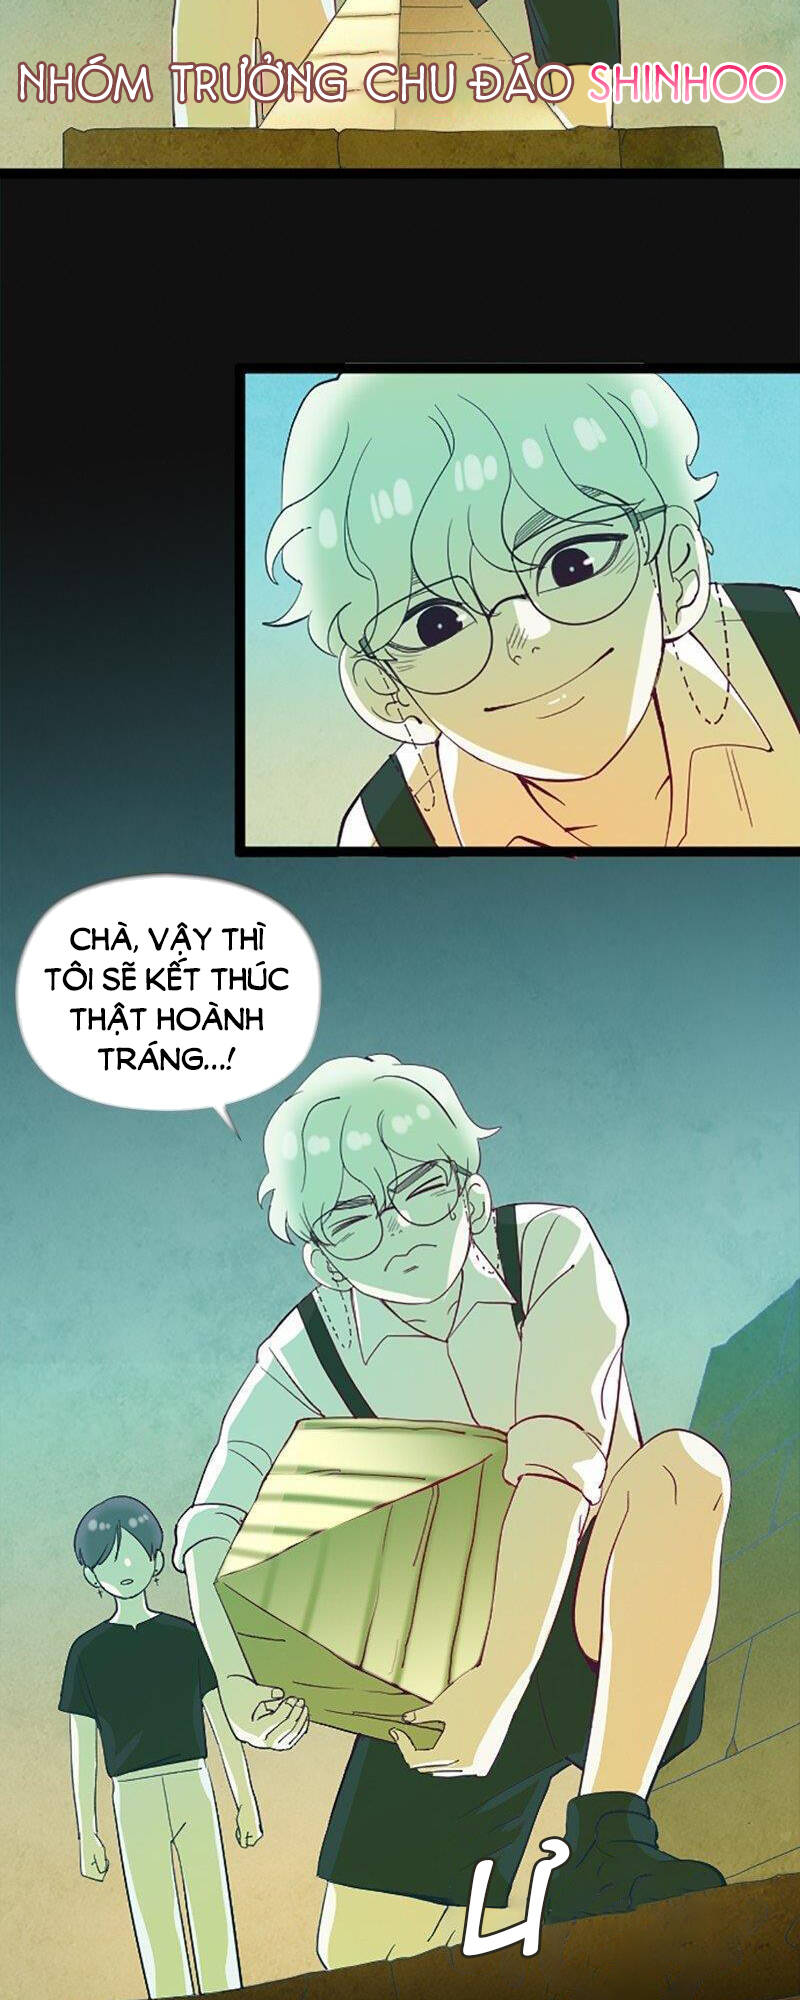 NHÓM TRƯỞNG CHU ĐÁO SHINHOO
CHÀ, VẬY THÌ
TÔI SẼ KẾT THÚC
THẬT HOÀNH
TRÁNG...!
Ư